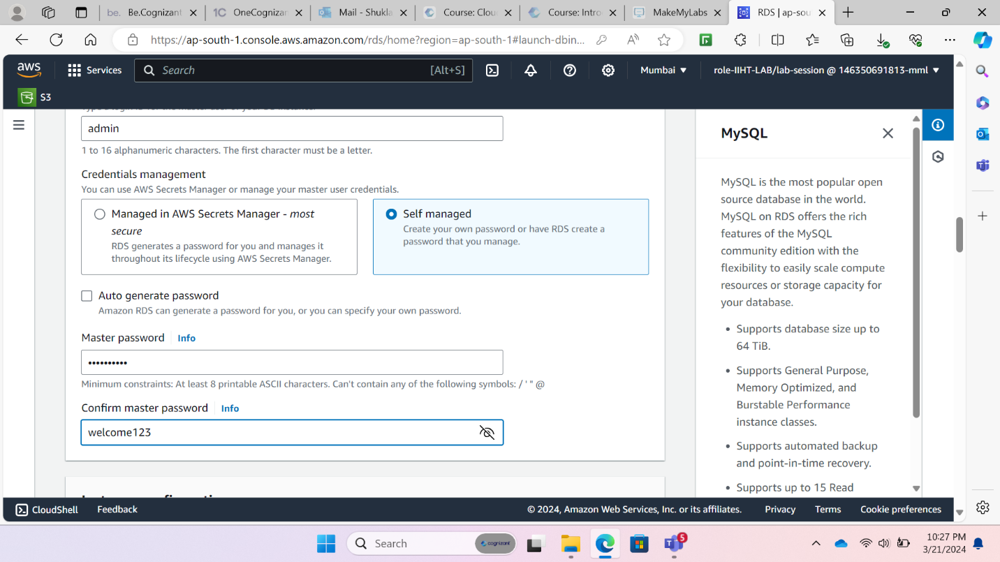 be. Be.Cognizant
1C OneCognizan
Mail - Shukla
Course: Clou
Course: Intro
MakeMyLabs
RDS | ap-sou
https://ap-south-1.console.aws.amazon.com/rds/home?region=ap-south-1#launch-dbin...
aws
Services
Search [Alt+S]
Mumbai ▼
role-IIHT-LAB/lab-session @ 146350691813-mml ▼
S3
admin
1 to 16 alphanumeric characters. The first character must be a letter.
Credentials management
You can use AWS Secrets Manager or manage your master user credentials.
Managed in AWS Secrets Manager - most
secure
RDS generates a password for you and manages it
throughout its lifecycle using AWS Secrets Manager.
Self managed
Create your own password or have RDS create a
password that you manage.
Auto generate password
Amazon RDS can generate a password for you, or you can specify your own password.
Master password Info
••••••••••
Minimum constraints: At least 8 printable ASCII characters. Can't contain any of the following symbols: / ' " @
Confirm master password Info
welcome123
MySQL
MySQL is the most popular open
source database in the world.
MySQL on RDS offers the rich
features of the MySQL
community edition with the
flexibility to easily scale compute
resources or storage capacity for
your database.
• Supports database size up to
64 TiB.
• Supports General Purpose,
Memory Optimized, and
Burstable Performance
instance classes.
• Supports automated backup
and point-in-time recovery.
• Supports up to 15 Read
CloudShell
Feedback
© 2024, Amazon Web Services, Inc. or its affiliates.
Privacy
Terms
Cookie preferences
Search
cognizant
5
10:27 PM
3/21/2024